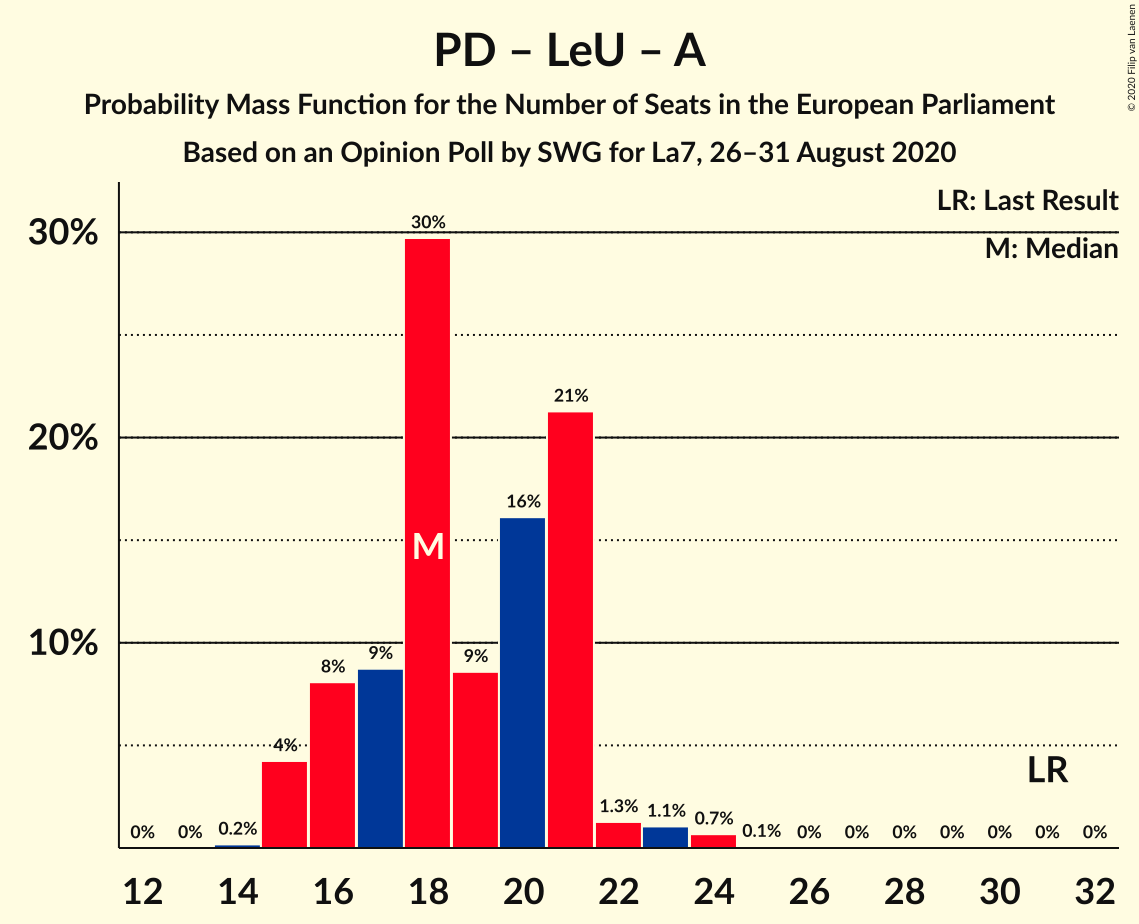 PD – LeU – A
Probability Mass Function for the Number of Seats in the European Parliament
Based on an Opinion Poll by SWG for La7, 26–31 August 2020
© 2020 Filip van Laenen
LR: Last Result
M: Median
30%
20%
10%
0% 0% 0.2% 4% 8% 9% 30% 9% 16% 21% 1.3% 1.1% 0.7% 0.1% 0% 0% 0% 0% 0% 0% 0%
M
LR
12 14 16 18 20 22 24 26 28 30 32